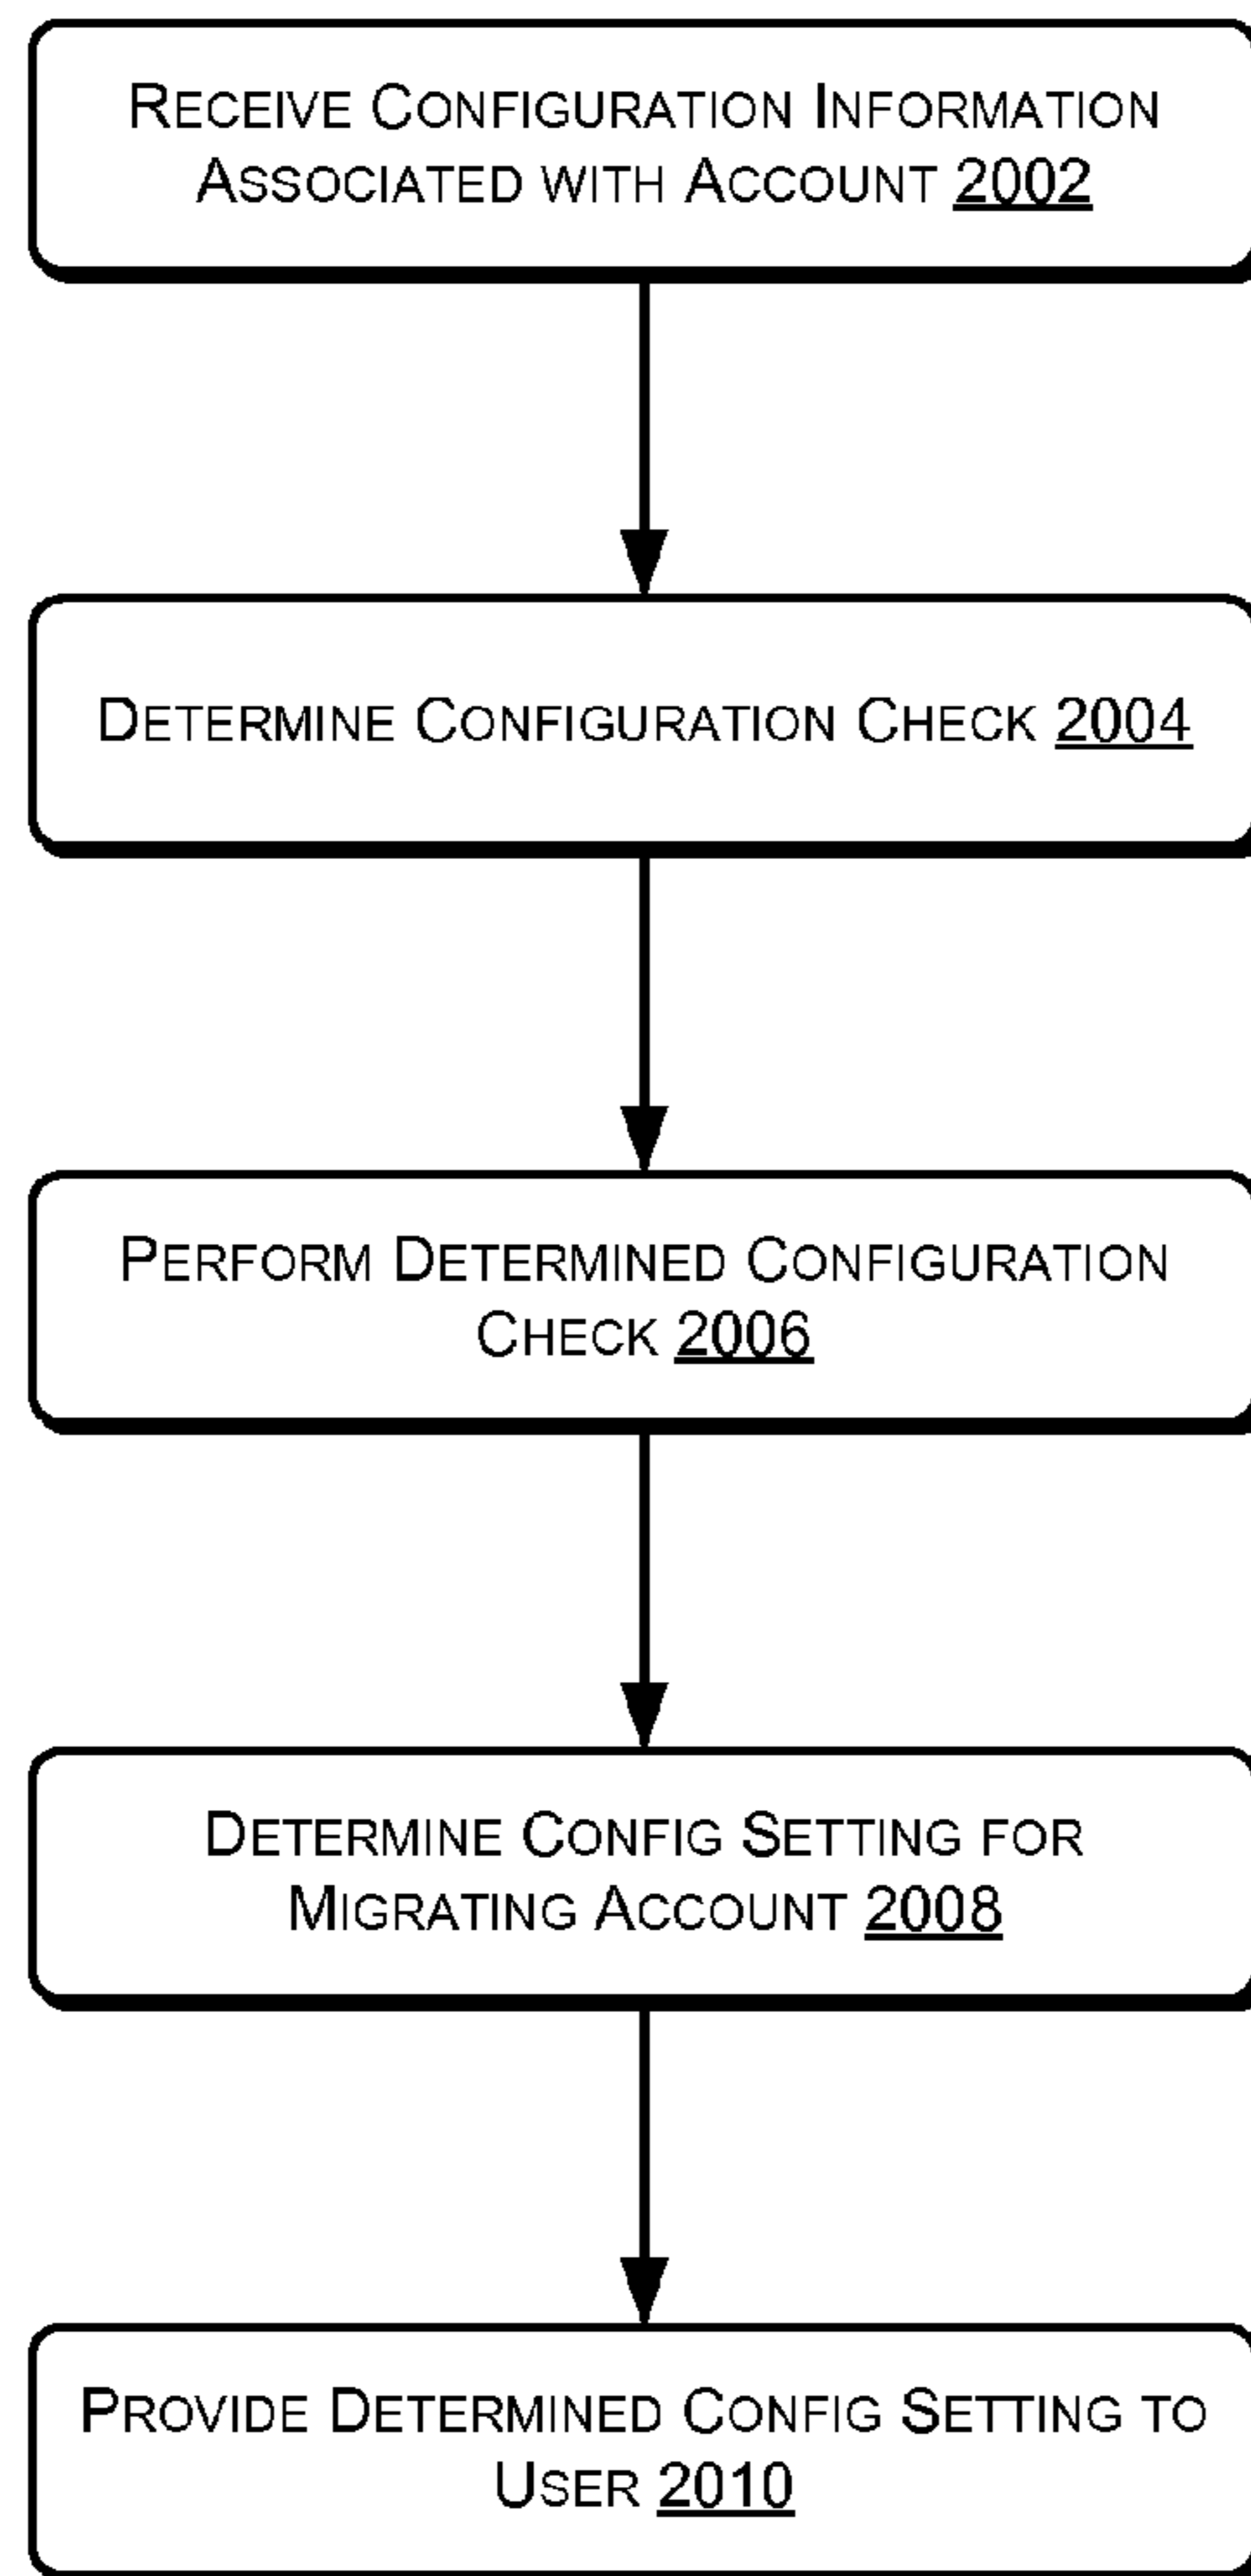 RECEIVE CONFIGURATION INFORMATION
ASSOCIATED WITH ACCOUNT 2002
DETERMINE CONFIGURATION CHECK 2004
PERFORM DETERMINED CONFIGURATION
CHECK 2006
DETERMINE CONFIG SETTING FOR
MIGRATING ACCOUNT 2008
PROVIDE DETERMINED CONFIG SETTING TO
USER 2010